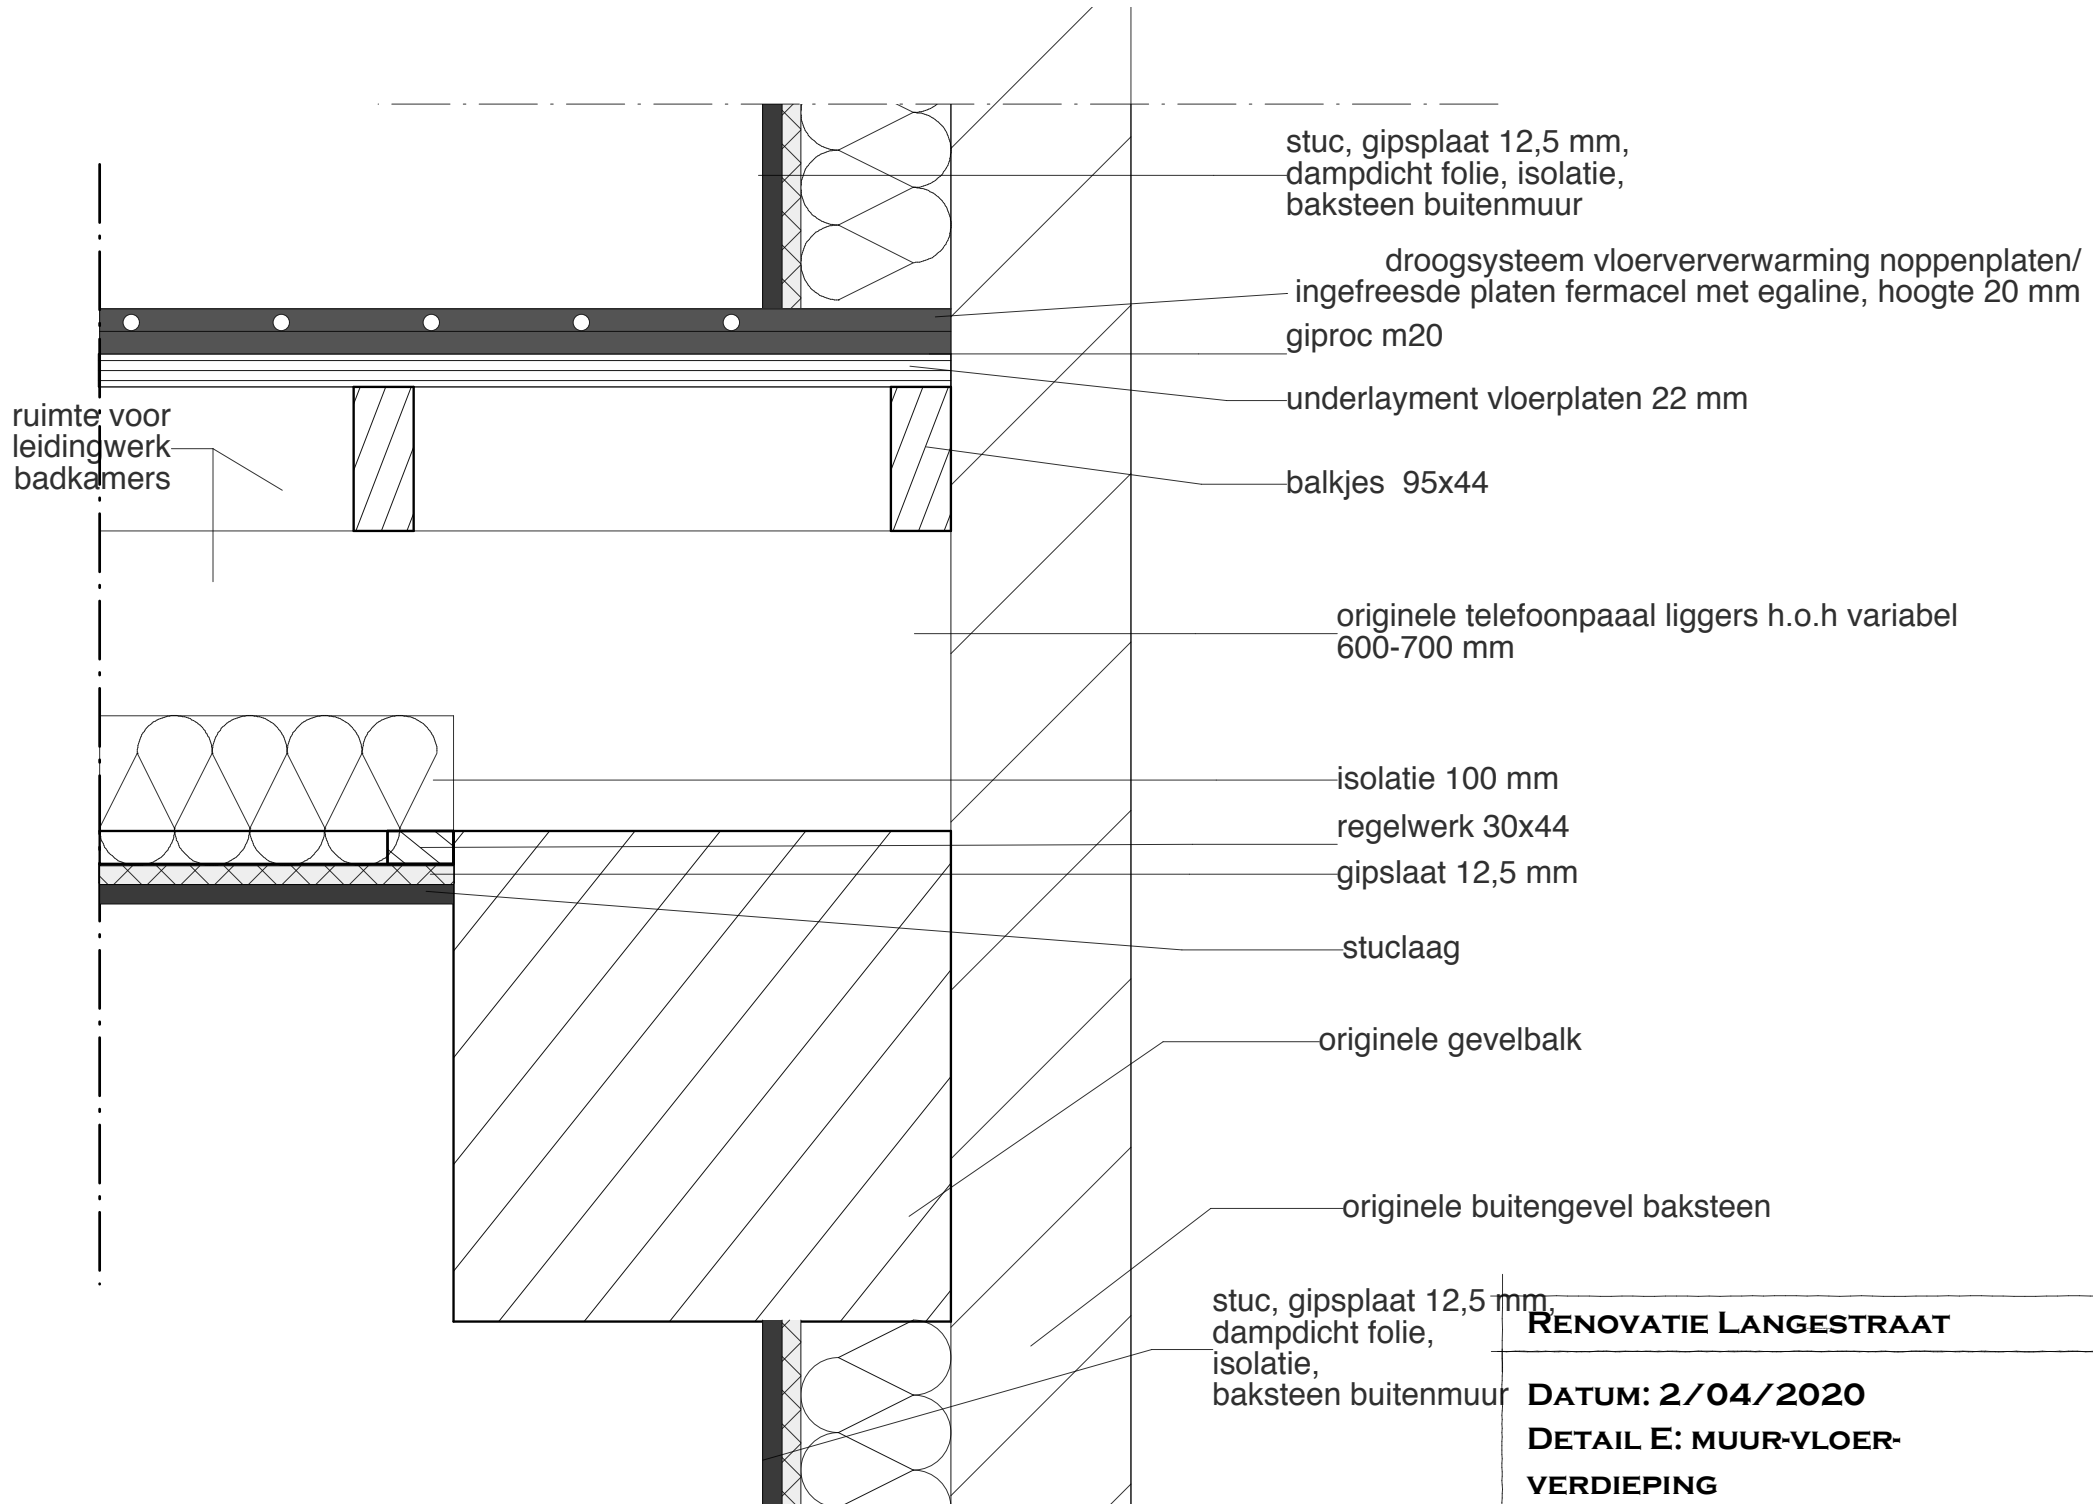 stuc, gipsplaat 12,5 mm,
dampdicht folie, isolatie,
baksteen buitenmuur
droogsysteem vloerververwarming noppenplaten/
ingefreesde platen fermacel met egaline, hoogte 20 mm
giproc m20
underlayment vloerplaten 22 mm
ruimte voor
leidingwerk
badkamers
balkjes 95x44
originele telefoonpaaal liggers h.o.h variabel
600-700 mm
isolatie 100 mm
regelwerk 30x44
gipslaat 12,5 mm
stuclaag
originele gevelbalk
originele buitengevel baksteen
stuc, gipsplaat 12,5 mm,
dampdicht folie,
isolatie,
baksteen buitenmuur
RENOVATIE LANGESTRAAT
DATUM: 2/04/2020
DETAIL E: MUUR-VLOER-
VERDIEPING